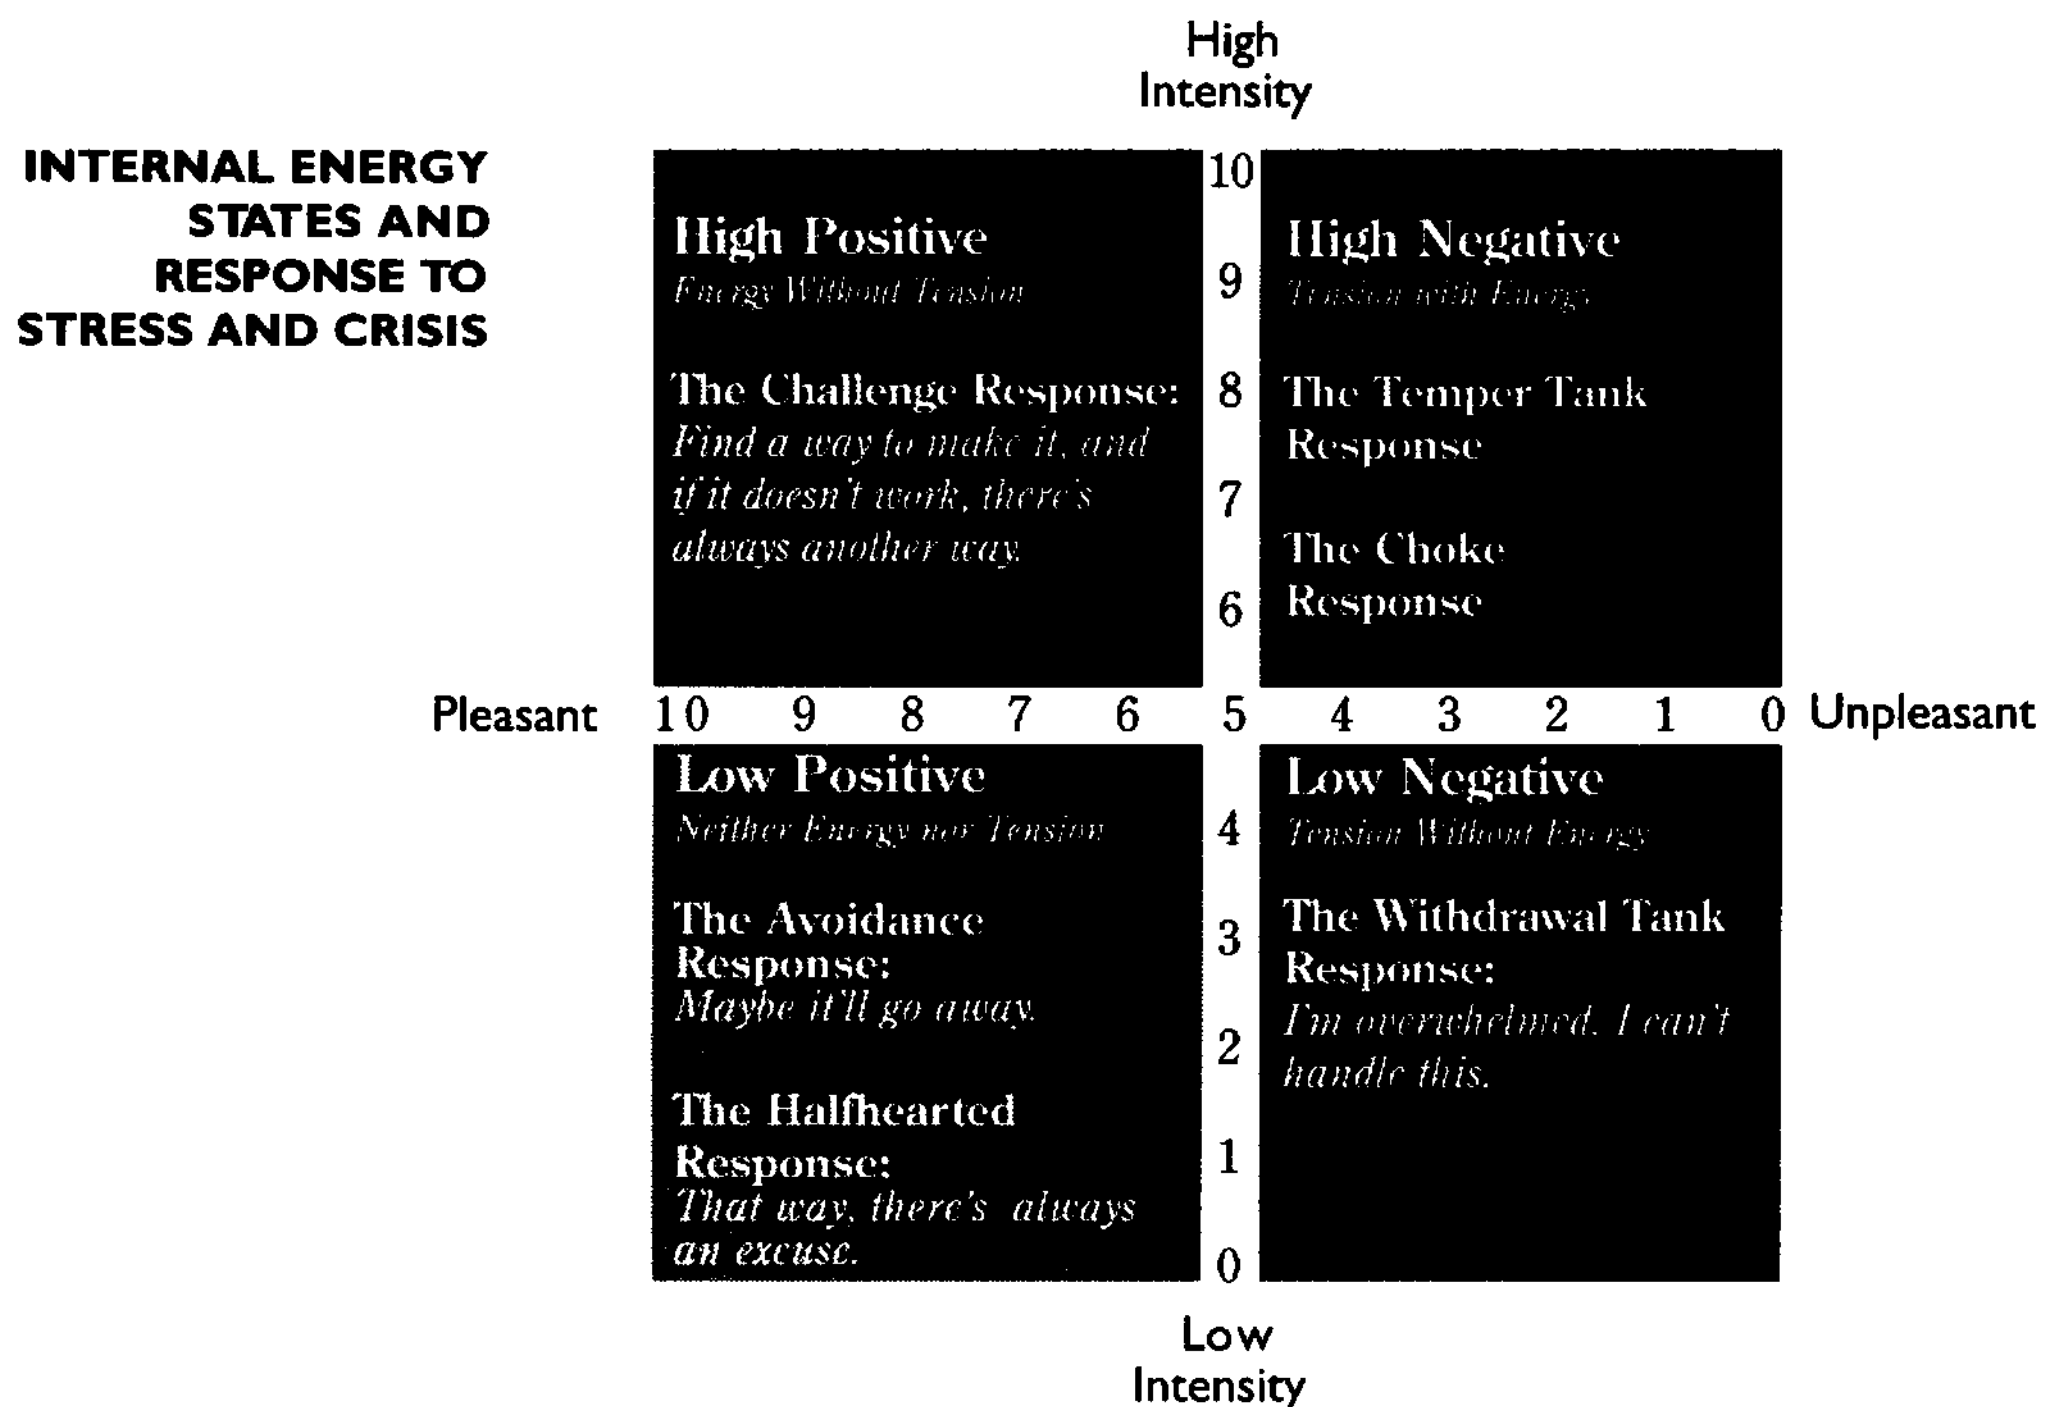 High
Intensity
INTERNAL ENERGY
STATES AND
RESPONSE TO
STRESS AND CRISIS
High Positive
Energy Without Tension
The Challenge Response:
Find a way to make it, and
if it doesn't work, there's
always another way.
10
9
8
7
6
High Negative
Tension with Energy
The Temper Tank
Response
The Choke
Response
Pleasant 10 9 8 7 6 5 4 3 2 1 0 Unpleasant
Low Positive
Neither Energy nor Tension
The Avoidance
Response:
Maybe it'll go away.
The Halfhearted
Response:
That way, there's always
an excuse.
4
3
2
1
0
Low Negative
Tension Without Energy
The Withdrawal Tank
Response:
I'm overwhelmed. I can't
handle this.
Low
Intensity